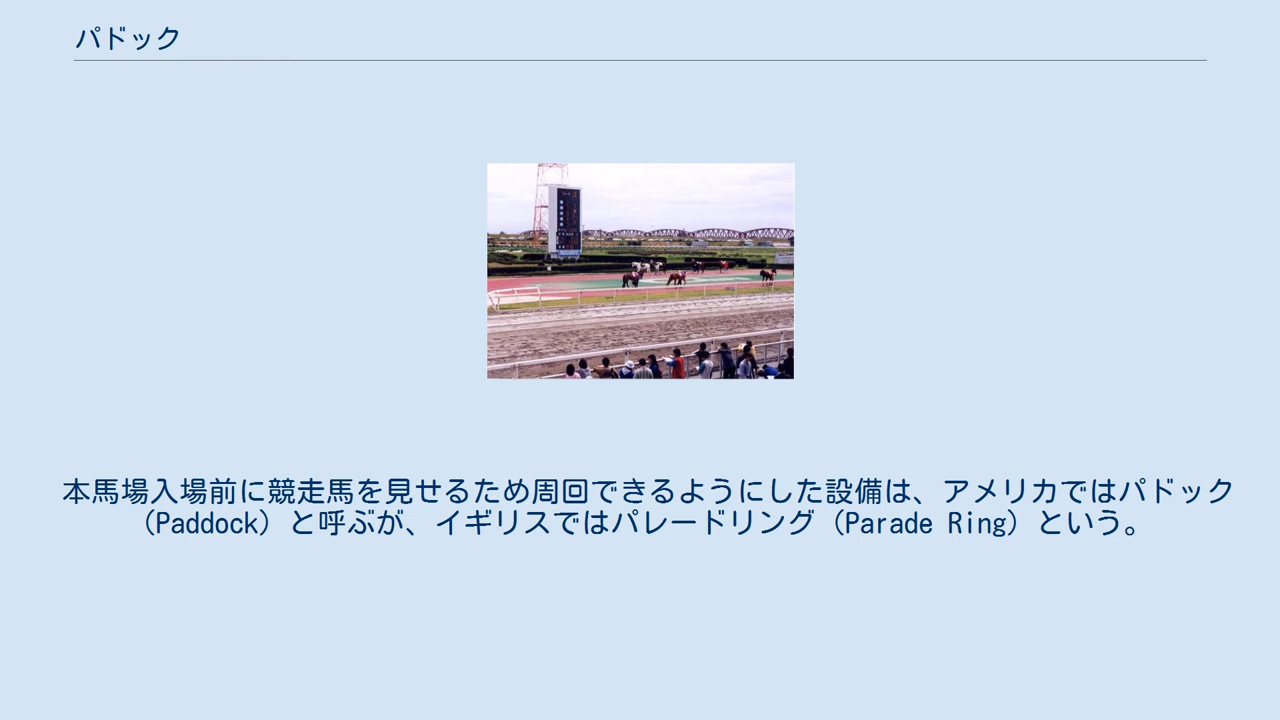 パドック
本馬場入場前に競走馬を見せるため周回できるようにした設備は、アメリカではパドック
（Paddock）と呼ぶが、イギリスではパレードリング（Parade Ring）という。